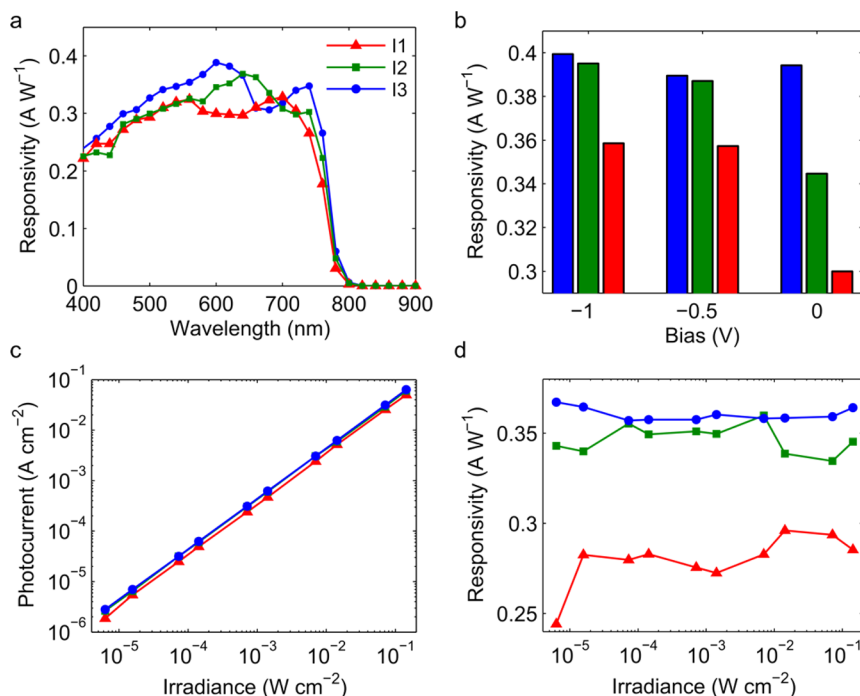 a
Responsivity (A W⁻¹)
0.4
0.3
0.2
0.1
0
I1
I2
I3
400 500 600 700 800 900
Wavelength (nm)
b
Responsivity (A W⁻¹)
0.4
0.38
0.36
0.34
0.32
0.3
−1 −0.5 0
Bias (V)
c
Photocurrent (A cm⁻²)
10⁻¹
10⁻²
10⁻³
10⁻⁴
10⁻⁵
10⁻⁶
10⁻⁵ 10⁻⁴ 10⁻³ 10⁻² 10⁻¹
Irradiance (W cm⁻²)
d
Responsivity (A W⁻¹)
0.35
0.3
0.25
10⁻⁵ 10⁻⁴ 10⁻³ 10⁻² 10⁻¹
Irradiance (W cm⁻²)